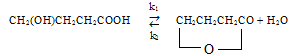 k₁
CH₂(OH)CH₂CH₂COOH ⇄ CH₂CH₂CH₂CO + H₂O
k₂
O